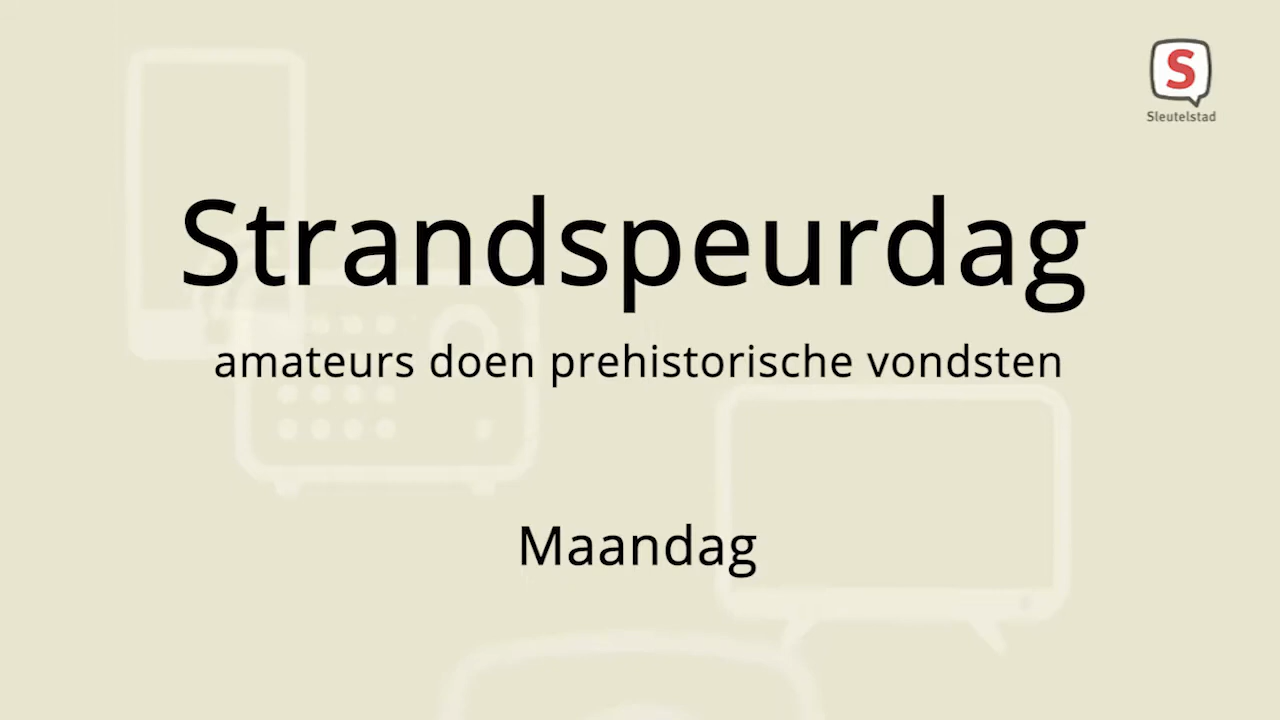 S
Sleutelstad
Strandspeurdag
amateurs doen prehistorische vondsten
Maandag